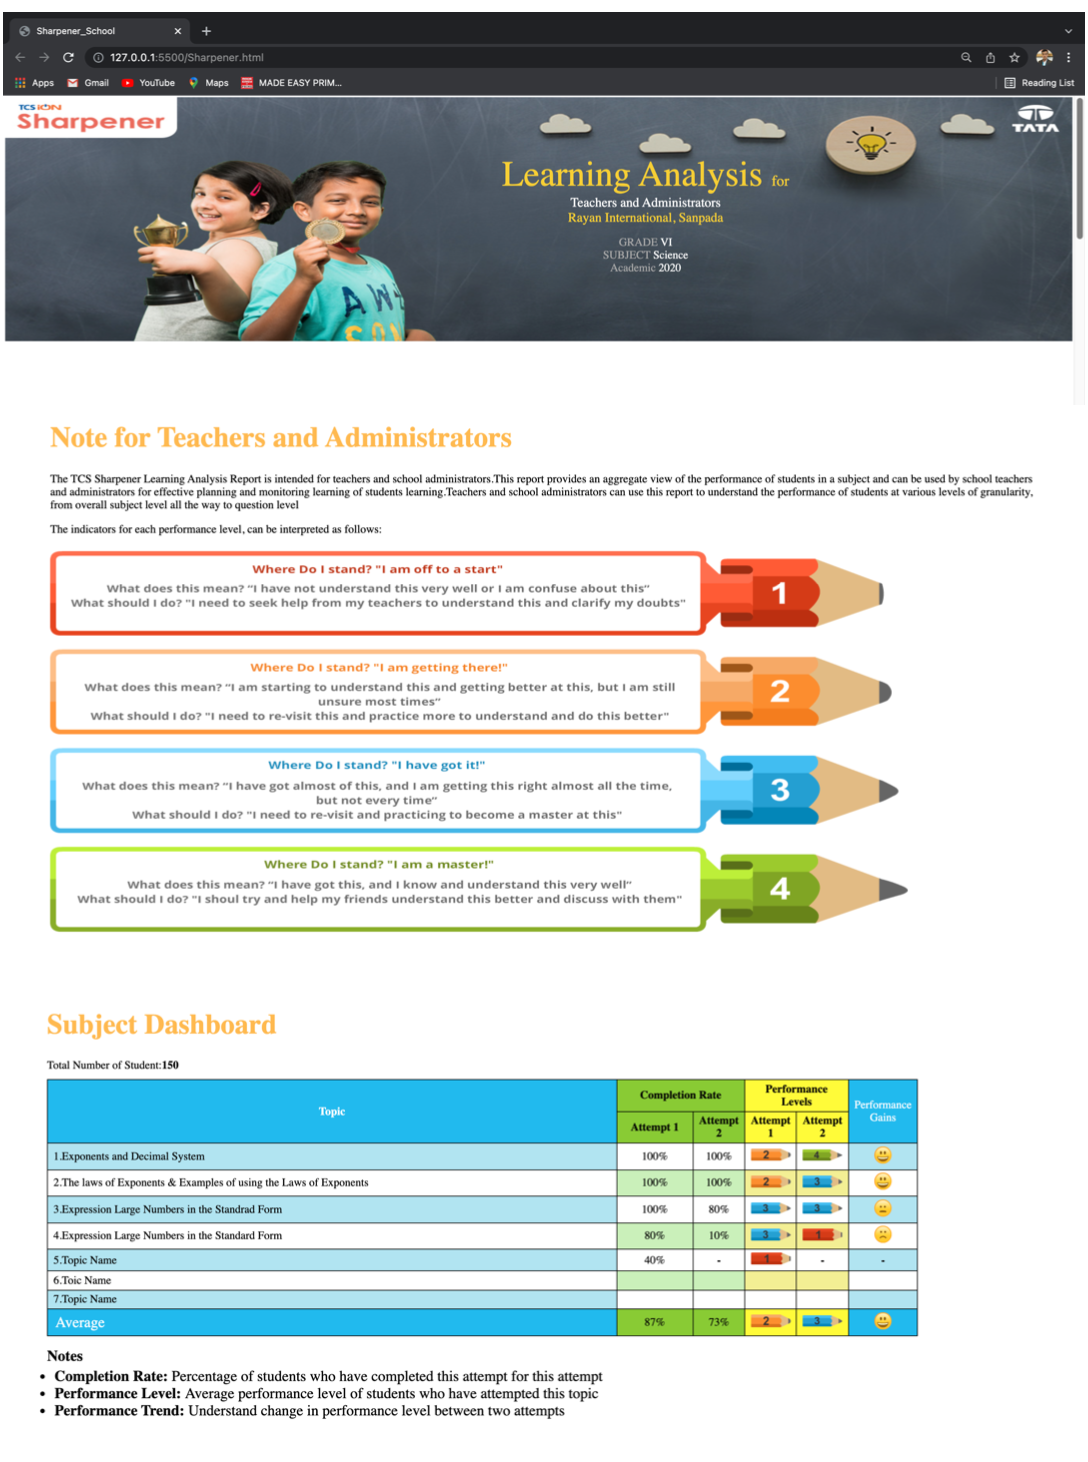 Sharpener_School
127.0.0.1:5500/Sharpener.html
Apps Gmail YouTube Maps MADE EASY PRIM... Reading List
TCS iON
Sharpener
TATA
Learning Analysis for
Teachers and Administrators
Rayan International, Sanpada
GRADE VI
SUBJECT Science
Academic 2020
AW
Note for Teachers and Administrators
The TCS Sharpener Learning Analysis Report is intended for teachers and school administrators.This report provides an aggregate view of the performance of students in a subject and can be used by school teachers
and administrators for effective planning and monitoring learning of students learning.Teachers and school administrators can use this report to understand the performance of students at various levels of granularity,
from overall subject level all the way to question level
The indicators for each performance level, can be interpreted as follows:
Where Do I stand? "I am off to a start"
What does this mean? “I have not understand this very well or I am confuse about this”
What should I do? "I need to seek help from my teachers to understand this and clarify my doubts"
1
Where Do I stand? "I am getting there!"
What does this mean? “I am starting to understand this and getting better at this, but I am still
unsure most times”
What should I do? "I need to re-visit this and practice more to understand and do this better"
2
Where Do I stand? "I have got it!"
What does this mean? “I have got almost of this, and I am getting this right almost all the time,
but not every time”
What should I do? "I need to re-visit and practicing to become a master at this"
3
Where Do I stand? "I am a master!"
What does this mean? “I have got this, and I know and understand this very well”
What should I do? "I shoul try and help my friends understand this better and discuss with them"
4
Subject Dashboard
Total Number of Student:150
Topic Completion Rate Performance Levels Performance Gains
Attempt 1 Attempt 2 Attempt 1 Attempt 2
1.Exponents and Decimal System 100% 100% 2 4
2.The laws of Exponents & Examples of using the Laws of Exponents 100% 100% 2 3
3.Expression Large Numbers in the Standrad Form 100% 80% 3 3
4.Expression Large Numbers in the Standard Form 80% 10% 3 1
5.Topic Name 40% - 1 - -
6.Toic Name
7.Topic Name
Average 87% 73% 2 3
Notes
• Completion Rate: Percentage of students who have completed this attempt for this attempt
• Performance Level: Average performance level of students who have attempted this topic
• Performance Trend: Understand change in performance level between two attempts